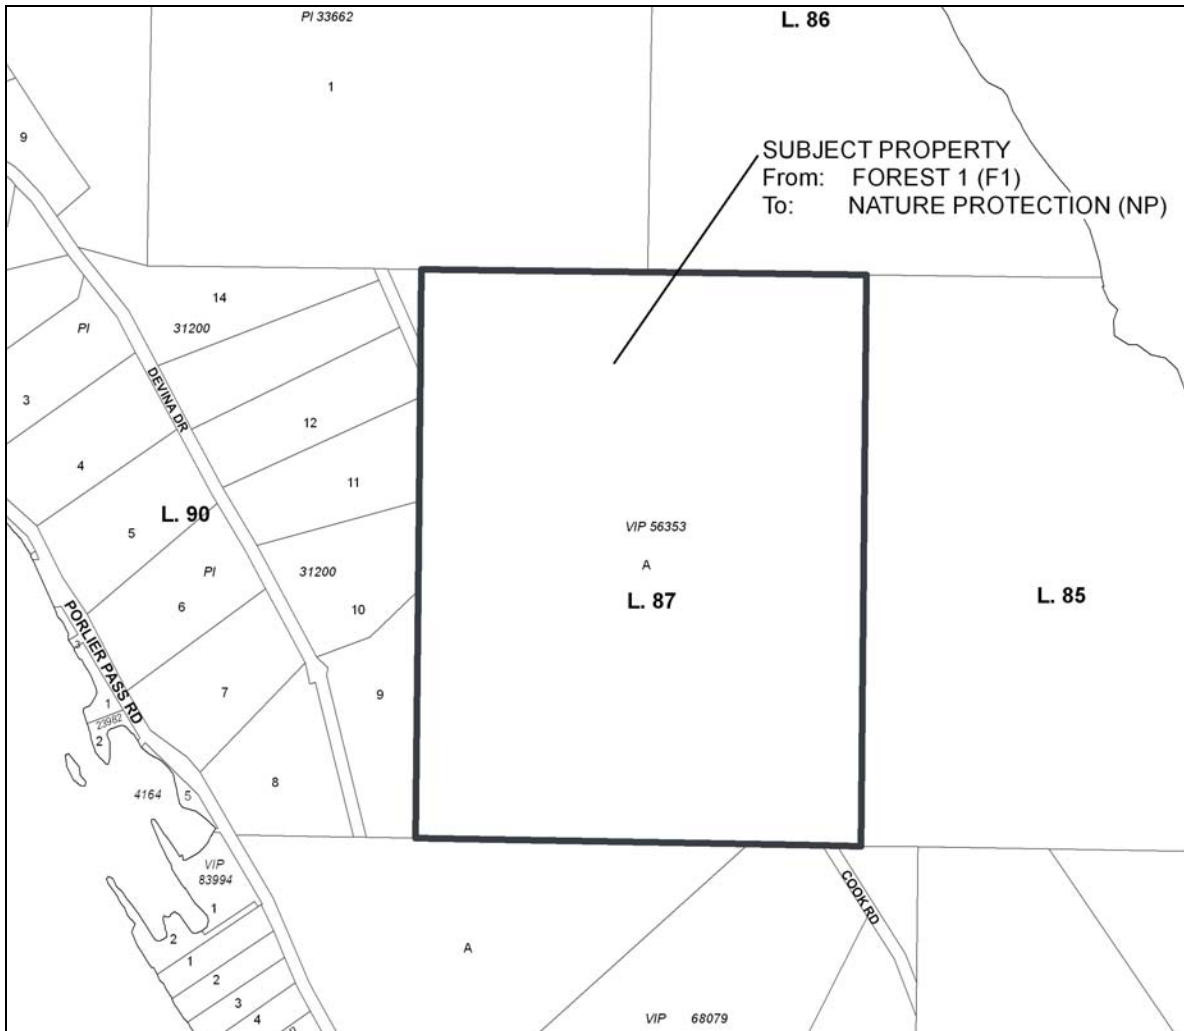 PI 33662
L. 86
1
9
SUBJECT PROPERTY
From: FOREST 1 (F1)
To: NATURE PROTECTION (NP)
14
PI 31200
3
DEVINA DR
12
4
11
L. 90
5
VIP 56353
A
L. 87
L. 85
PI 31200
6
10
PORLIER PASS RD
2
7
9
1
23982
2
8
4164
5
VIP
83994
COOK RD
1
2
A
1
2
3
4
VIP 68079